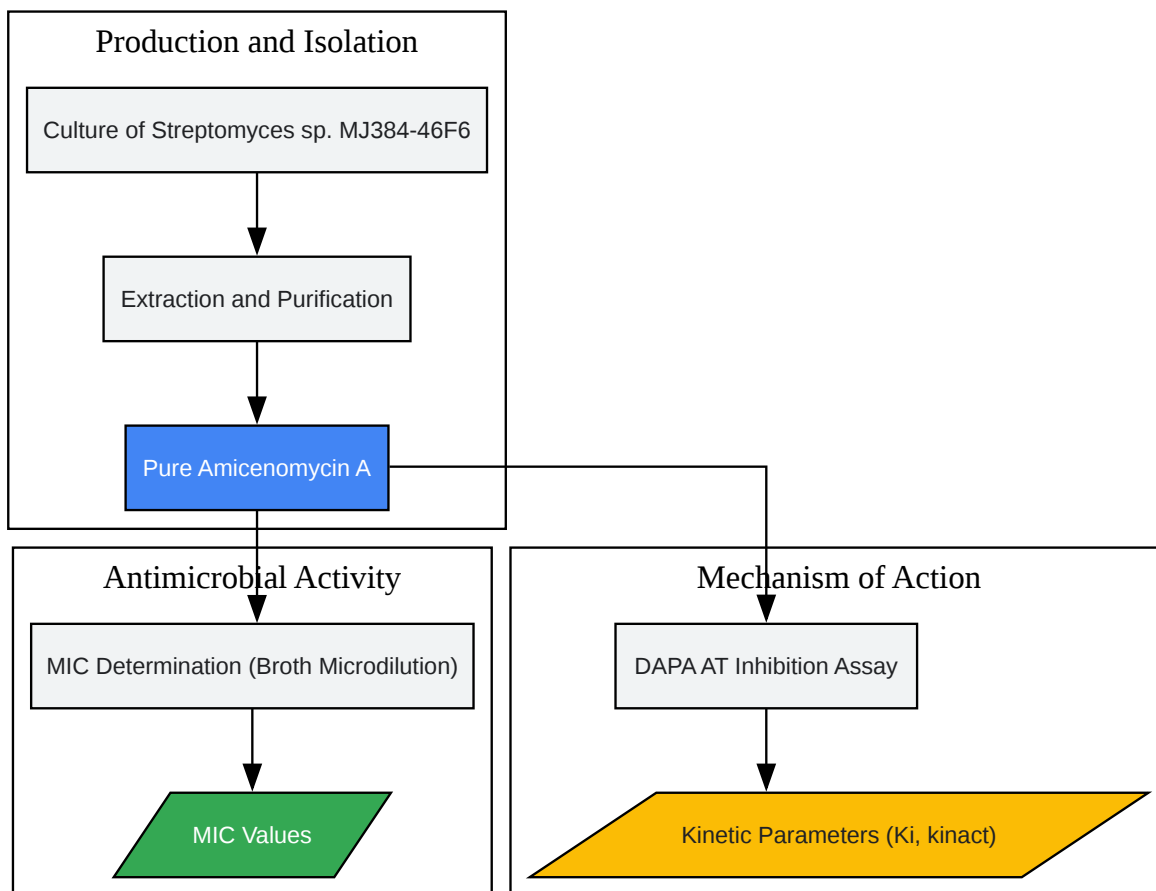 Production and Isolation
Culture of Streptomyces sp. MJ384-46F6
Extraction and Purification
Pure Amicenomycin A
Antimicrobial Activity
MIC Determination (Broth Microdilution)
MIC Values
Mechanism of Action
DAPA AT Inhibition Assay
Kinetic Parameters (Ki, kinact)